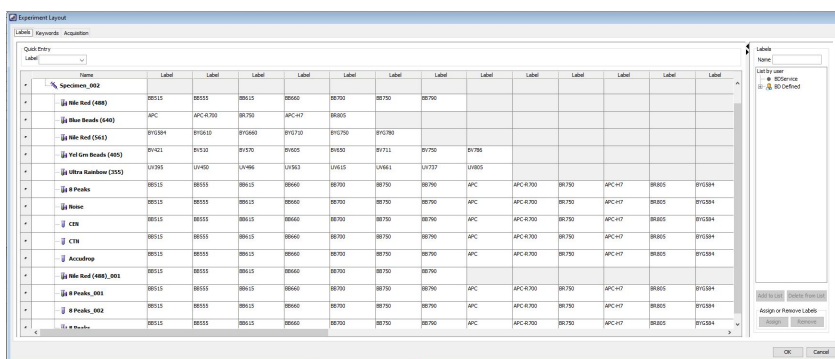 Experiment Layout
Labels Keywords Acquisition
Quick Entry
Label
Name Label Label Label Label Label Label Label Label Label Label Label Label Label
Specimen_002
Nile Red (488) BB515 BB555 BB615 BB660 BB700 BB750 BB790
Blue Beads (640) APC APC-R700 BR750 APC-H7 BR805
Nile Red (561) BYG584 BYG610 BYG660 BYG710 BYG750 BYG780
Yel Grn Beads (405) BV421 BV510 BV570 BV605 BV650 BV711 BV750 BV786
Ultra Rainbow (355) UV395 UV450 UV496 UV563 UV615 UV661 UV737 UV805
8 Peaks BB515 BB555 BB615 BB660 BB700 BB750 BB790 APC APC-R700 BR750 APC-H7 BR805 BYG584
Noise BB515 BB555 BB615 BB660 BB700 BB750 BB790 APC APC-R700 BR750 APC-H7 BR805 BYG584
CEN BB515 BB555 BB615 BB660 BB700 BB750 BB790 APC APC-R700 BR750 APC-H7 BR805 BYG584
CTN BB515 BB555 BB615 BB660 BB700 BB750 BB790 APC APC-R700 BR750 APC-H7 BR805 BYG584
Accudrop BB515 BB555 BB615 BB660 BB700 BB750 BB790 APC APC-R700 BR750 APC-H7 BR805 BYG584
Nile Red (488)_001 BB515 BB555 BB615 BB660 BB700 BB750 BB790
8 Peaks_001 BB515 BB555 BB615 BB660 BB700 BB750 BB790 APC APC-R700 BR750 APC-H7 BR805 BYG584
8 Peaks_002 BB515 BB555 BB615 BB660 BB700 BB750 BB790 APC APC-R700 BR750 APC-H7 BR805 BYG584
8 Peaks BB515 BB555 BB615 BB660 BB700 BB750 BB790 APC APC-R700 BR750 APC-H7 BR805 BYG584
Labels
Name
List by user
BDService
BD Defined
Add to List Delete from List
Assign or Remove Labels
Assign Remove
OK Cancel